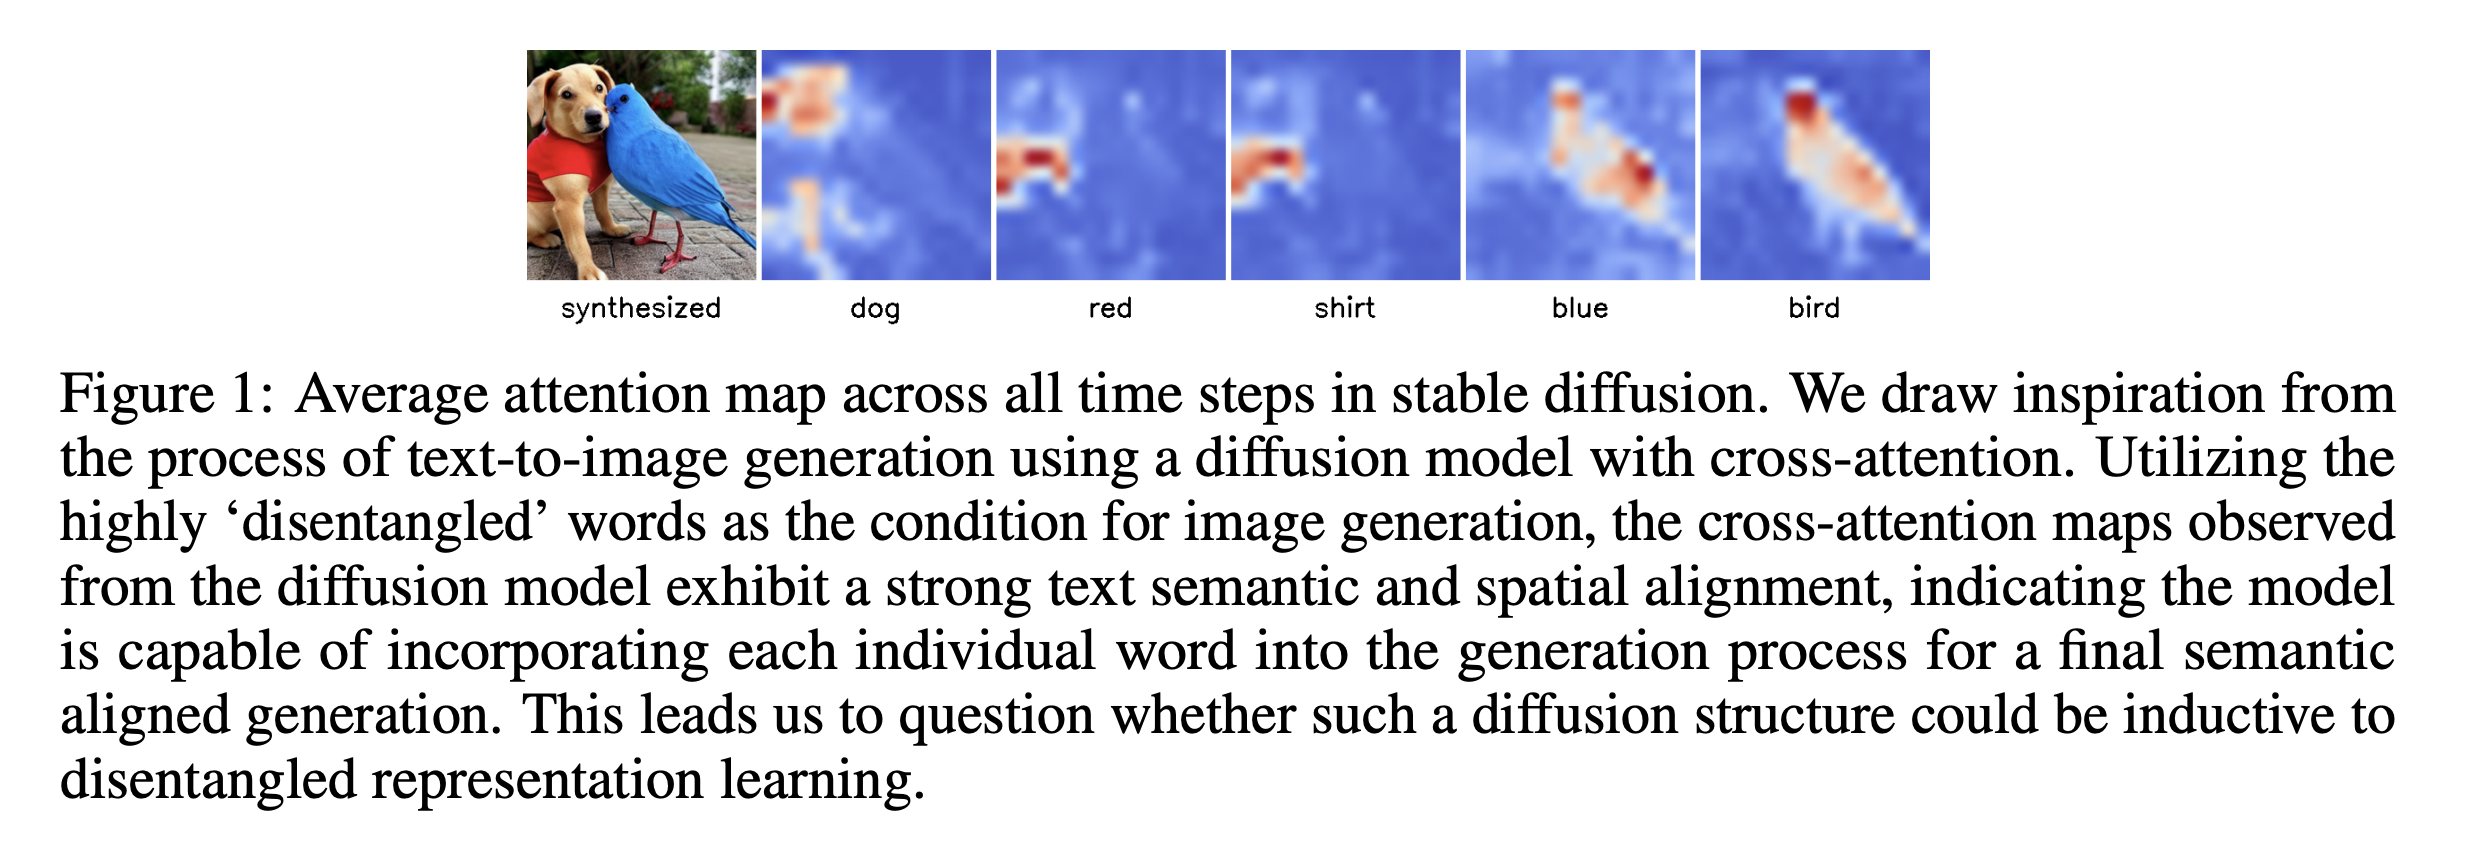 synthesized dog red shirt blue bird
Figure 1: Average attention map across all time steps in stable diffusion. We draw inspiration from
the process of text-to-image generation using a diffusion model with cross-attention. Utilizing the
highly ‘disentangled’ words as the condition for image generation, the cross-attention maps observed
from the diffusion model exhibit a strong text semantic and spatial alignment, indicating the model
is capable of incorporating each individual word into the generation process for a final semantic
aligned generation. This leads us to question whether such a diffusion structure could be inductive to
disentangled representation learning.